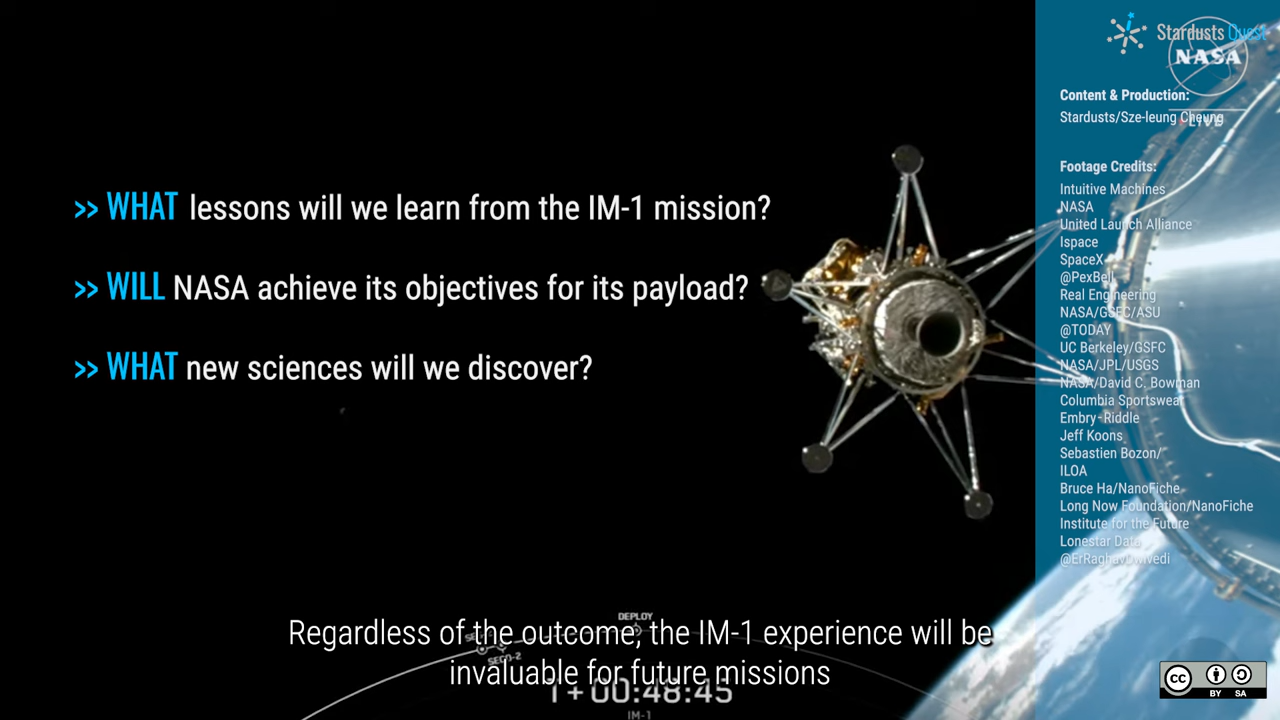 >> WHAT lessons will we learn from the IM-1 mission?
>> WILL NASA achieve its objectives for its payload?
>> WHAT new sciences will we discover?
Stardusts Quest
NASA
LIVE
Content & Production:
Stardusts/Sze-leung Cheung
Footage Credits:
Intuitive Machines
NASA
United Launch Alliance
Ispace
SpaceX
@PexBell
Real Engineering
NASA/GSFC/ASU
@TODAY
UC Berkeley/GSFC
NASA/JPL/USGS
NASA/David C. Bowman
Columbia Sportswear
Embry-Riddle
Jeff Koons
Sebastien Bozon/
ILOA
Bruce Ha/NanoFiche
Long Now Foundation/NanoFiche
Institute for the Future
Lonestar Data
@ErRaghavDwivedi
DEPLOY
Regardless of the outcome, the IM-1 experience will be
SECO-2
invaluable for future missions
T+00:48:45
IM-1
CC BY SA